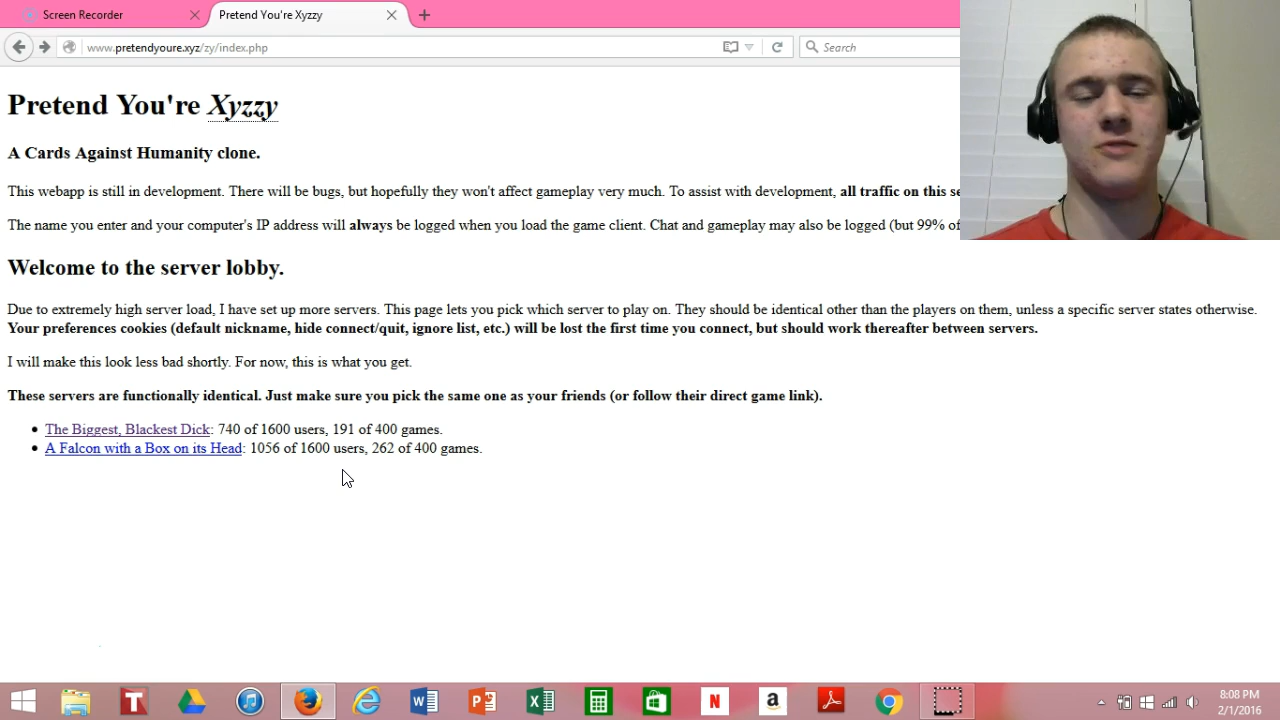 Screen Recorder
Pretend You're Xyzzy
www.pretendyoure.xyz/zy/index.php
Search
Pretend You're Xyzzy
A Cards Against Humanity clone.
This webapp is still in development. There will be bugs, but hopefully they won't affect gameplay very much. To assist with development, all traffic on this se
The name you enter and your computer's IP address will always be logged when you load the game client. Chat and gameplay may also be logged (but 99% of
Welcome to the server lobby.
Due to extremely high server load, I have set up more servers. This page lets you pick which server to play on. They should be identical other than the players on them, unless a specific server states otherwise.
Your preferences cookies (default nickname, hide connect/quit, ignore list, etc.) will be lost the first time you connect, but should work thereafter between servers.
I will make this look less bad shortly. For now, this is what you get.
These servers are functionally identical. Just make sure you pick the same one as your friends (or follow their direct game link).
• The Biggest, Blackest Dick: 740 of 1600 users, 191 of 400 games.
• A Falcon with a Box on its Head: 1056 of 1600 users, 262 of 400 games.
8:08 PM
2/1/2016